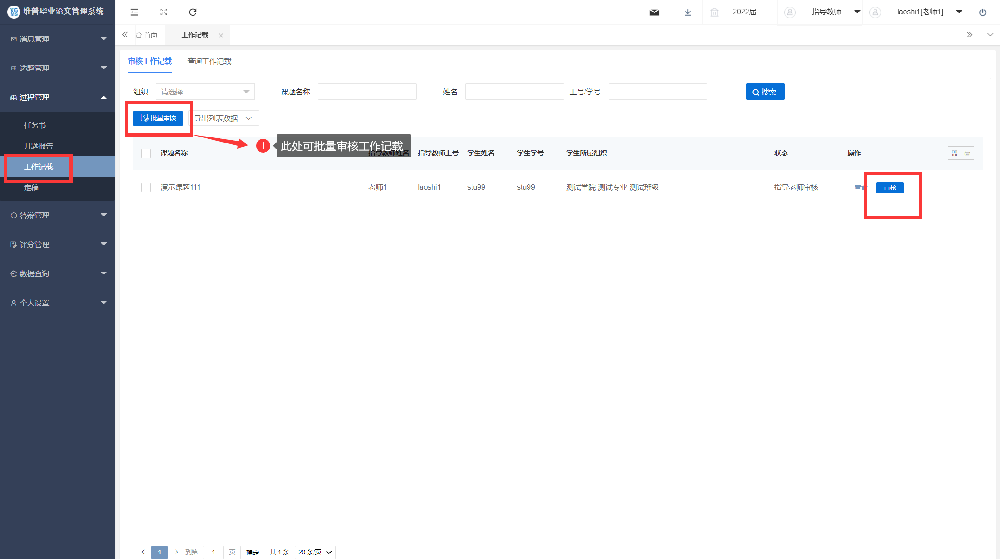 VG
MS
维普毕业论文管理系统
2022届
指导教师
laoshi1[老师1]
首页
工作记载
消息管理
选题管理
过程管理
任务书
开题报告
工作记载
定稿
答辩管理
评分管理
数据查询
个人设置
审核工作记载
查询工作记载
组织
请选择
课题名称
姓名
工号/学号
搜索
批量审核
导出列表数据
1
此处可批量审核工作记载
课题名称
指导教师姓名
指导教师工号
学生姓名
学生学号
学生所属组织
状态
操作
演示课题111
老师1
laoshi1
stu99
stu99
测试学院-测试专业-测试班级
指导老师审核
查看
审核
1
到第
1
页
确定
共 1 条
20 条/页